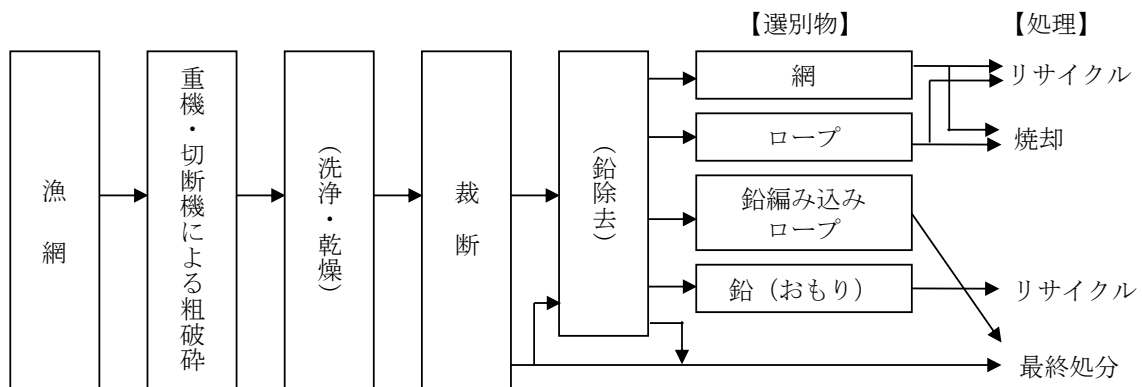 【選別物】
【処理】
漁網
重機・切断機による粗破砕
(洗浄・乾燥)
裁断
(鉛除去)
網
ロープ
鉛編み込み
ロープ
鉛(おもり)
リサイクル
焼却
リサイクル
最終処分